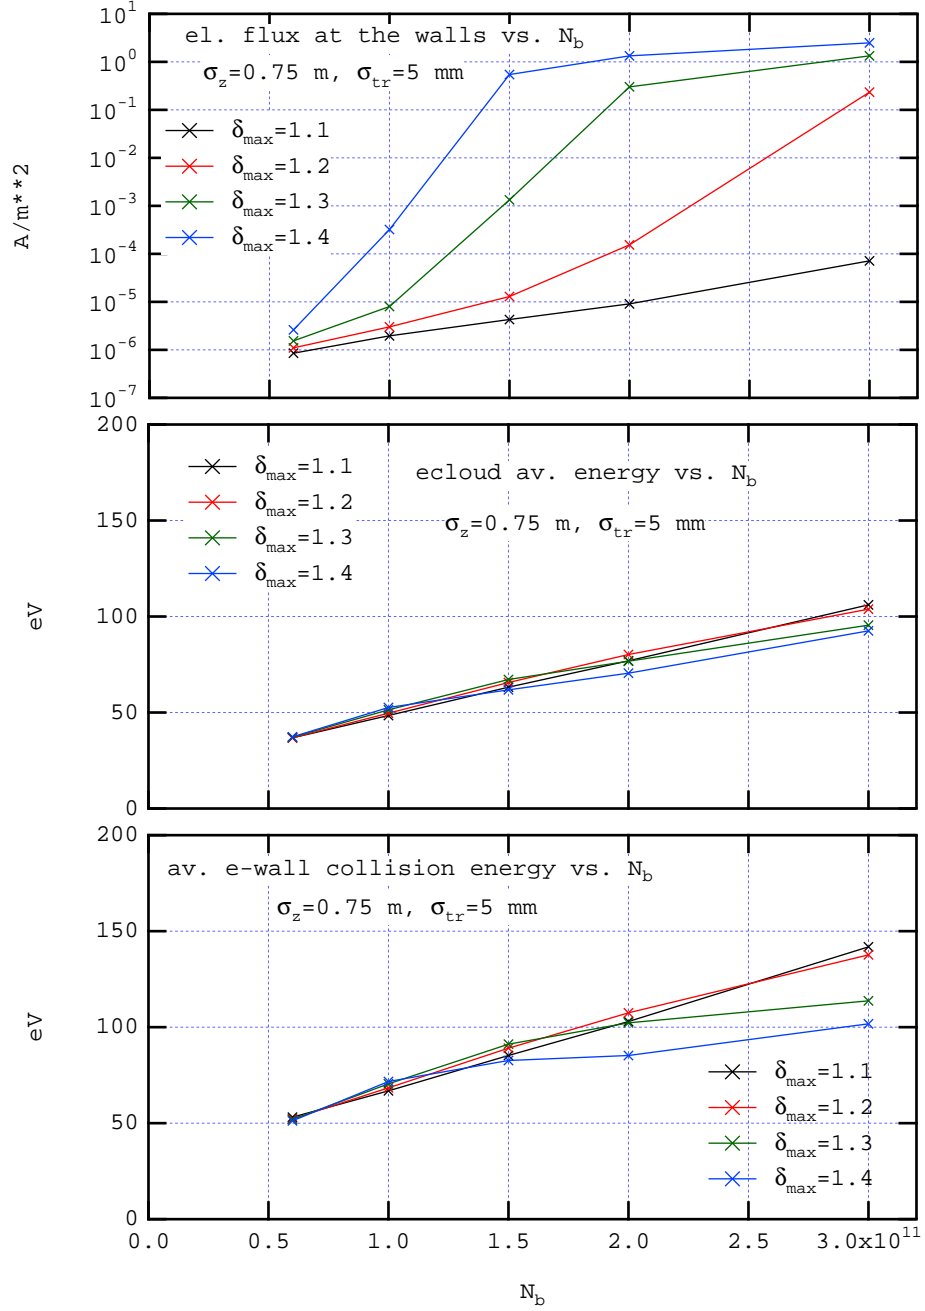 el. flux at the walls vs. N_b
σ_z=0.75 m, σ_tr=5 mm
δ_max=1.1
δ_max=1.2
δ_max=1.3
δ_max=1.4
A/m**2
10^1
10^0
10^-1
10^-2
10^-3
10^-4
10^-5
10^-6
10^-7
ecloud av. energy vs. N_b
σ_z=0.75 m, σ_tr=5 mm
δ_max=1.1
δ_max=1.2
δ_max=1.3
δ_max=1.4
eV
200
150
100
50
0
av. e-wall collision energy vs. N_b
σ_z=0.75 m, σ_tr=5 mm
eV
200
150
100
50
0
δ_max=1.1
δ_max=1.2
δ_max=1.3
δ_max=1.4
0.0 0.5 1.0 1.5 2.0 2.5 3.0x10^11
N_b